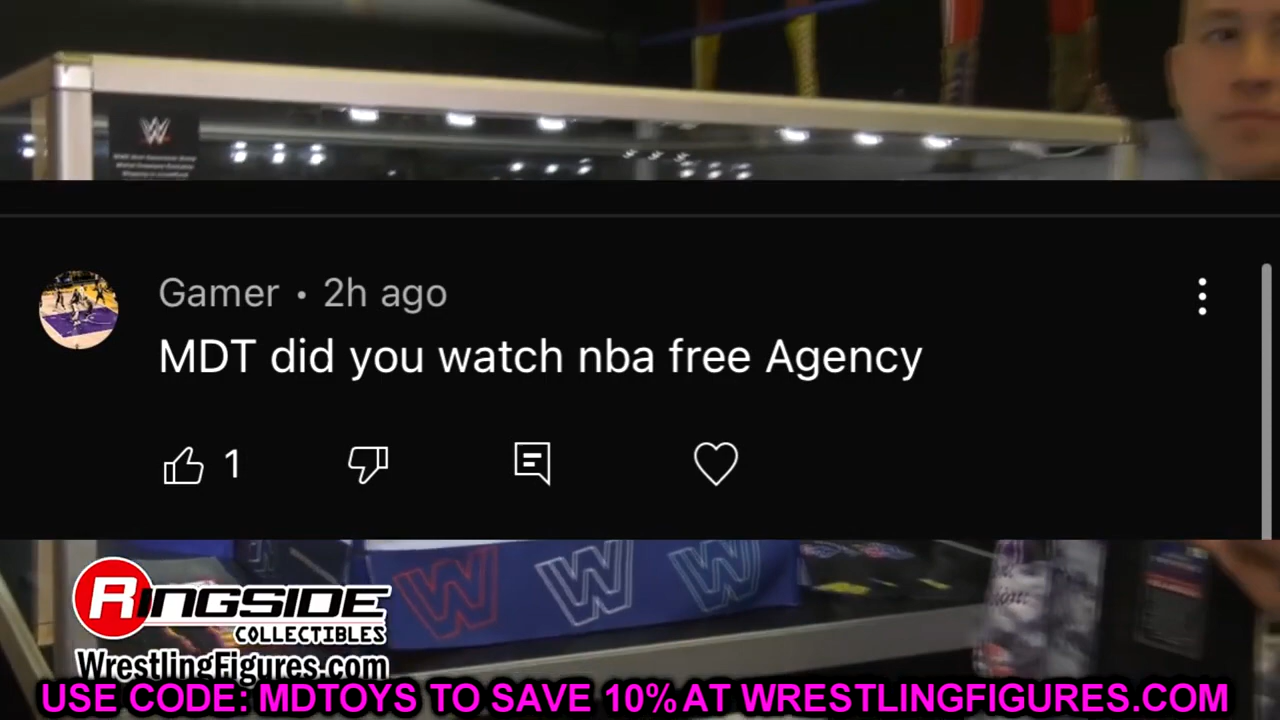 Gamer • 2h ago
MDT did you watch nba free Agency
1
RINGSIDE
COLLECTIBLES
WrestlingFigures.com
USE CODE: MDTOYS TO SAVE 10% AT WRESTLINGFIGURES.COM